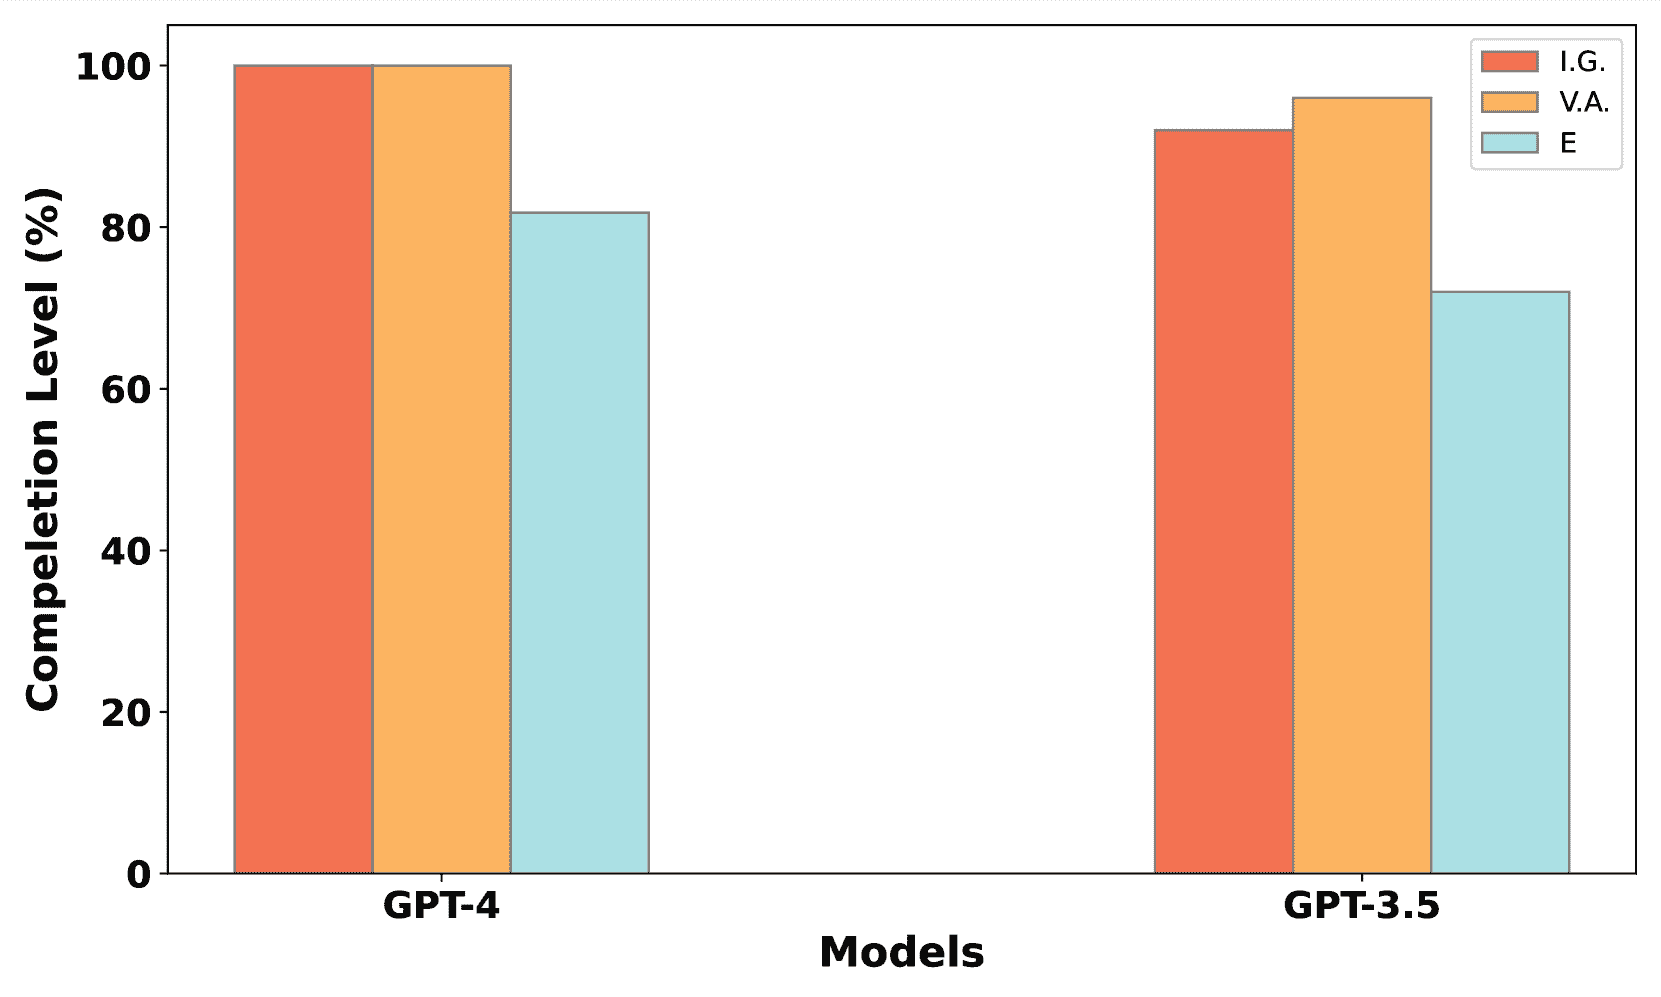 Compeletion Level (%)
100
80
60
40
20
0
I.G.
V.A.
E
GPT-4
GPT-3.5
Models